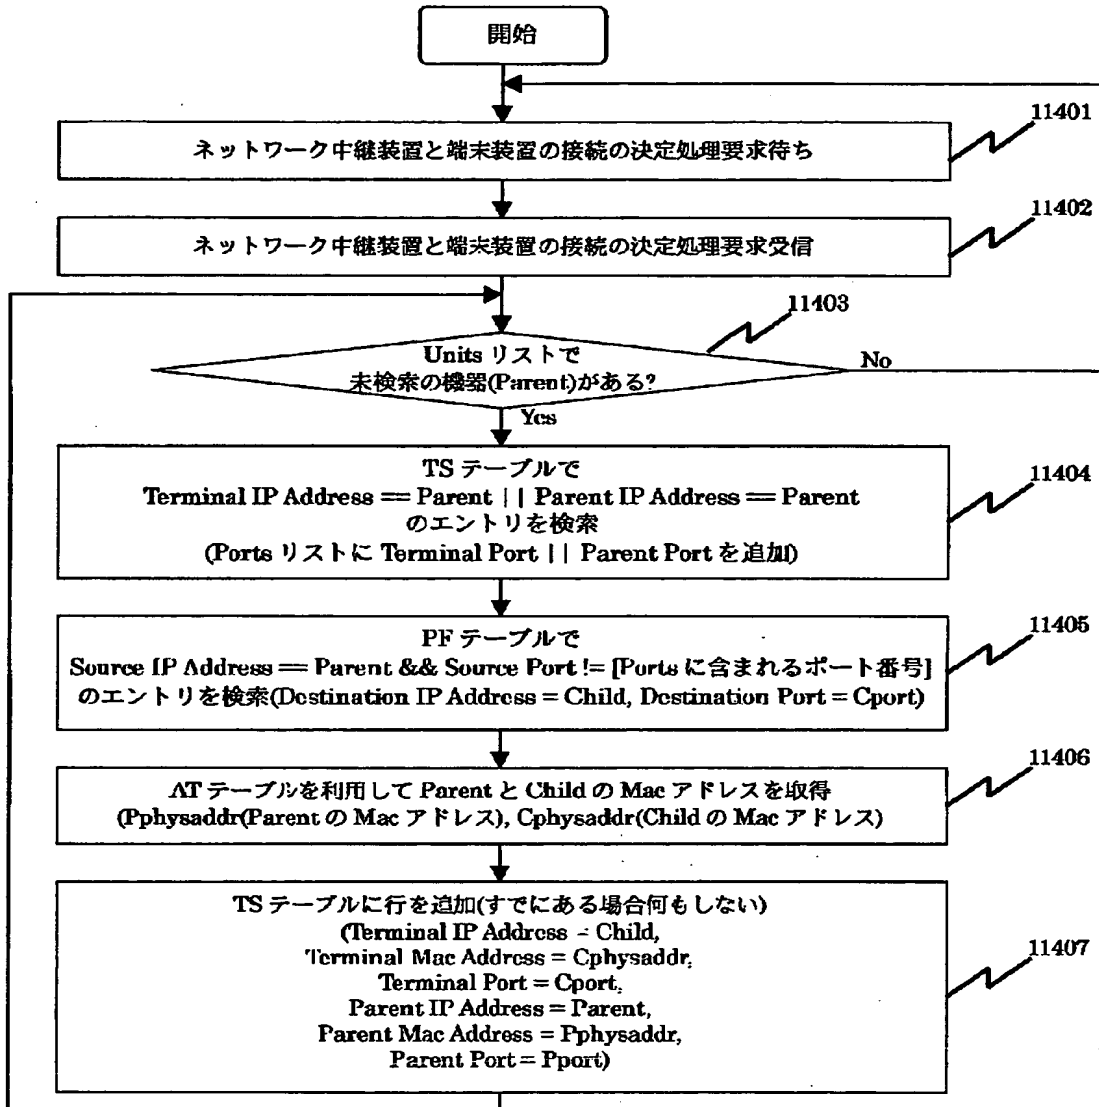 開始
11401
ネットワーク中継装置と端末装置の接続の決定処理要求待ち
11402
ネットワーク中継装置と端末装置の接続の決定処理要求受信
11403
Units リストで
未検索の機器(Parent)がある?
No
Yes
TS テーブルで
Terminal IP Address == Parent || Parent IP Address == Parent
のエントリを検索
(Ports リストに Terminal Port || Parent Port を追加)
11404
PF テーブルで
Source IP Address == Parent && Source Port != [Ports に含まれるポート番号]
のエントリを検索(Destination IP Address = Child, Destination Port = Cport)
11405
AT テーブルを利用して Parent と Child の Mac アドレスを取得
(Pphysaddr(Parent の Mac アドレス), Cphysaddr(Child の Mac アドレス)
11406
TS テーブルに行を追加(すでにある場合何もしない)
(Terminal IP Address = Child,
Terminal Mac Address = Cphysaddr,
Terminal Port = Cport,
Parent IP Address = Parent,
Parent Mac Address = Pphysaddr,
Parent Port = Pport)
11407